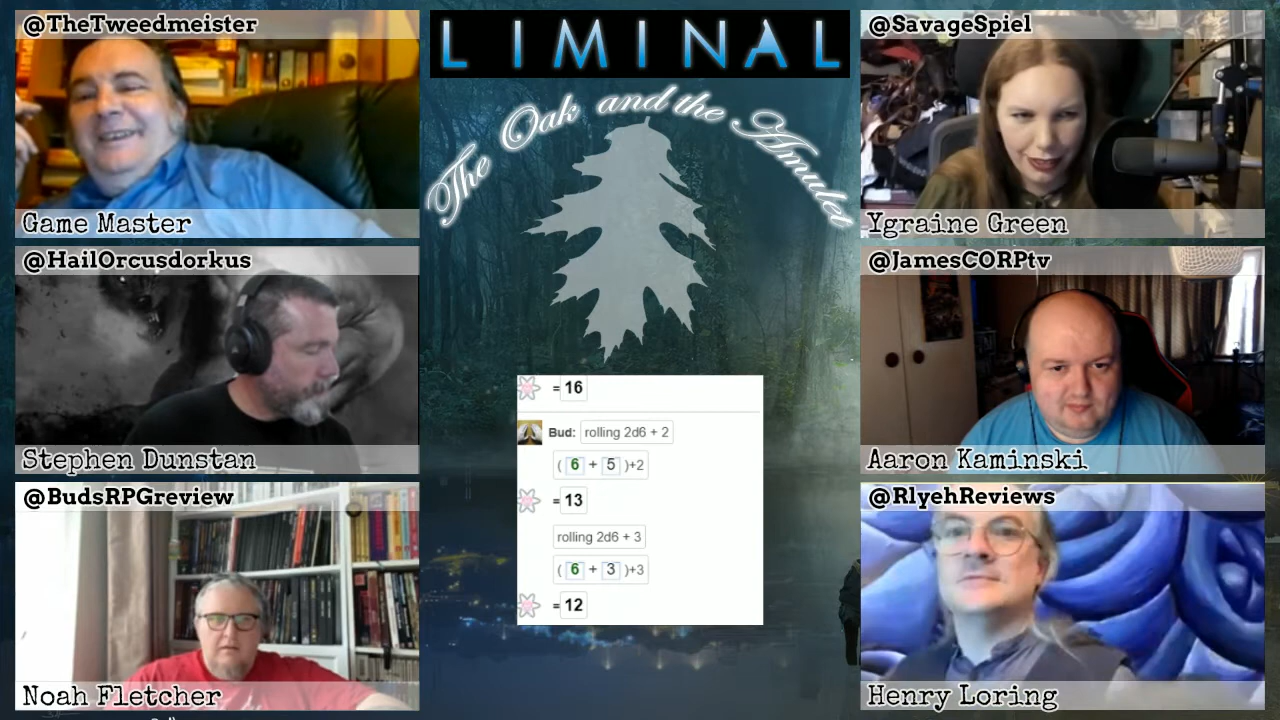 @TheTweedmeister
Game Master
@HailOrcusdorkus
Stephen Dunstan
@BudsRPGreview
Noah Fletcher
LIMINAL
The Oak and the Amulet
= 16
Bud: rolling 2d6 + 2
( 6 + 5 )+2
= 13
rolling 2d6 + 3
( 6 + 3 )+3
= 12
@SavageSpiel
Ygraine Green
@JamesCORPtv
Aaron Kaminski
@RlyehReviews
Henry Loring